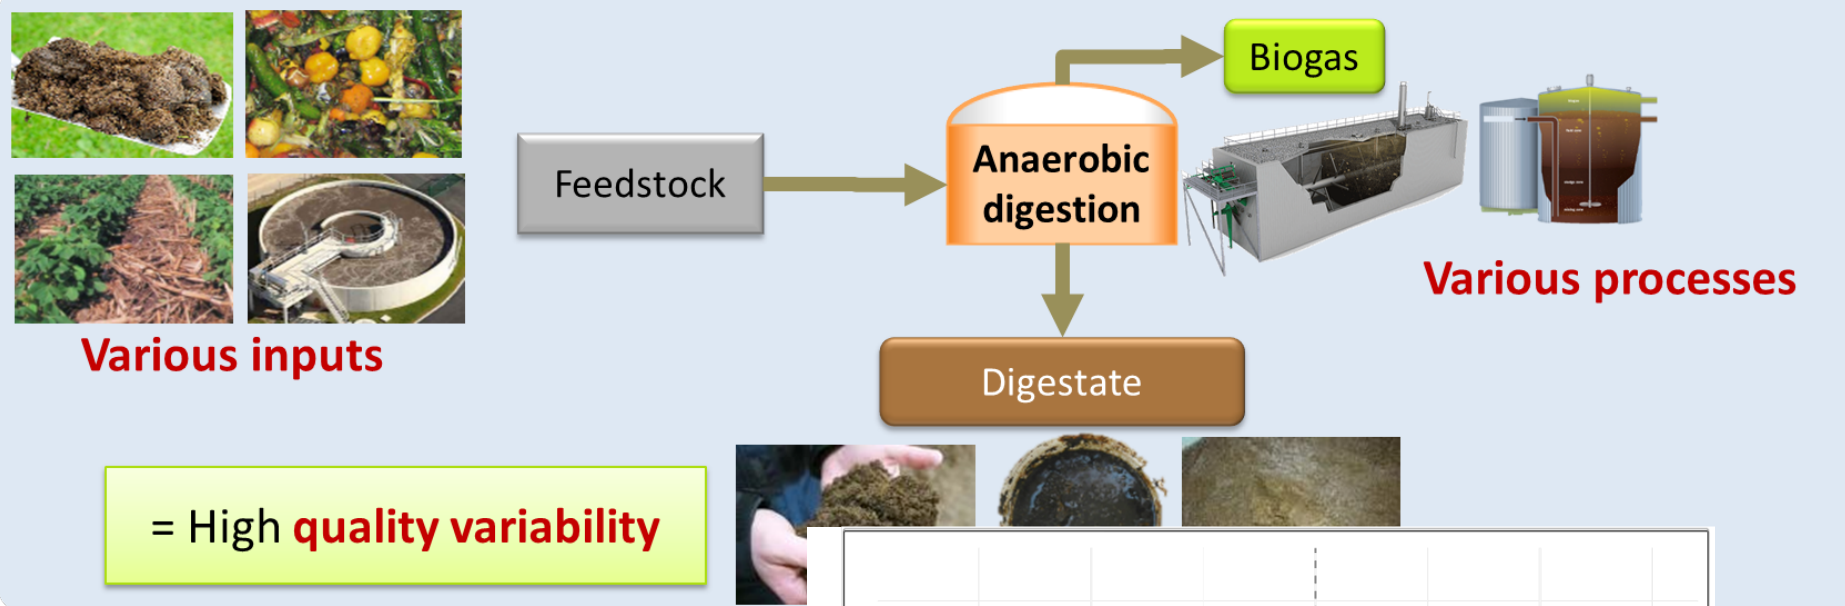 Biogas
Feedstock
Anaerobic
digestion
Various processes
Various inputs
Digestate
= High quality variability